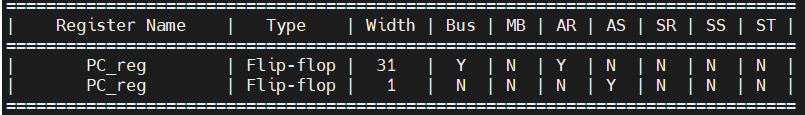 ===============================================================================
|    Register Name    |   Type    | Width | Bus | MB | AR | AS | SR | SS | ST |
===============================================================================
|       PC_reg        | Flip-flop |  31   |  Y  | N  | Y  | N  | N  | N  | N  |
|       PC_reg        | Flip-flop |   1   |  N  | N  | N  | Y  | N  | N  | N  |
===============================================================================